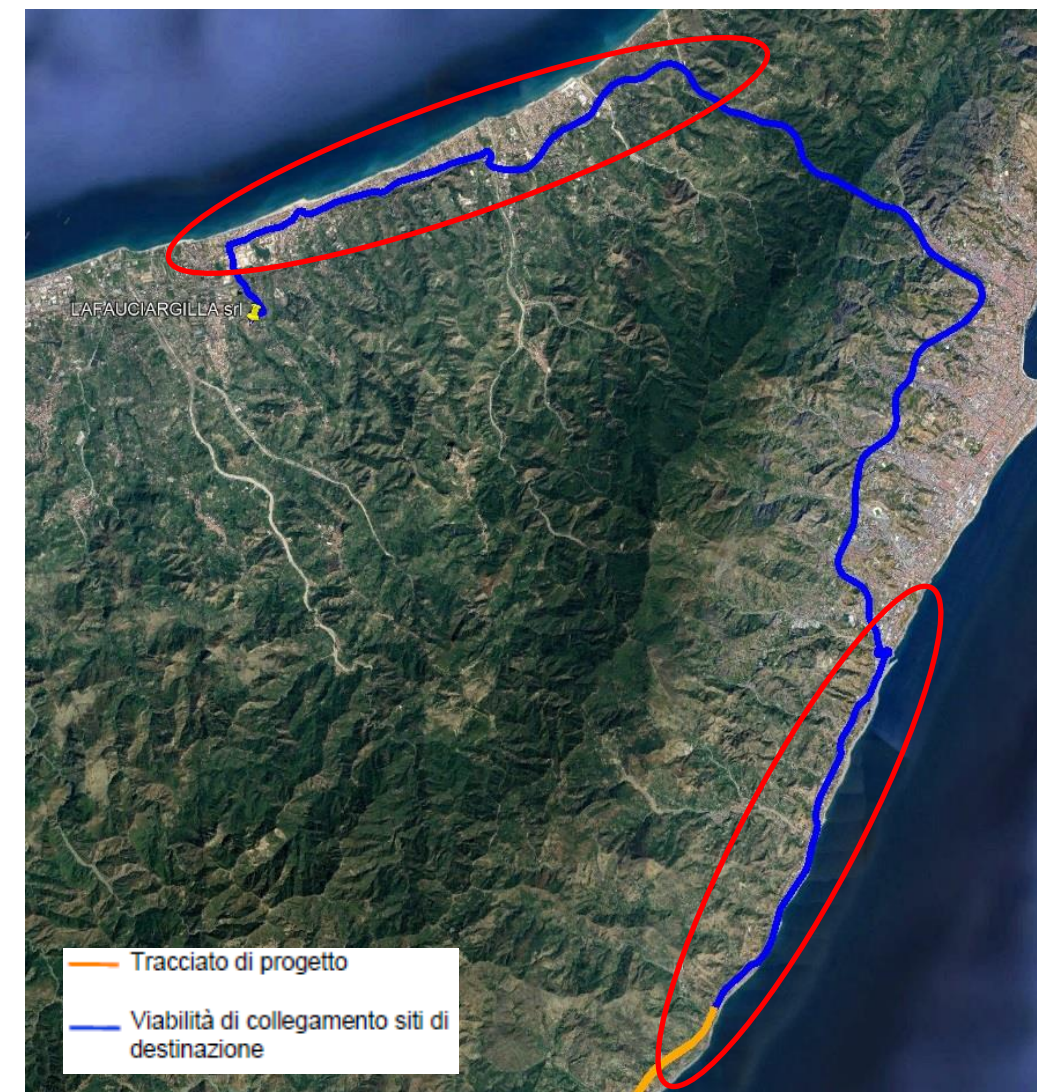 LAFAUCIARGILLA srl
Tracciato di progetto
Viabilità di collegamento siti di
destinazione